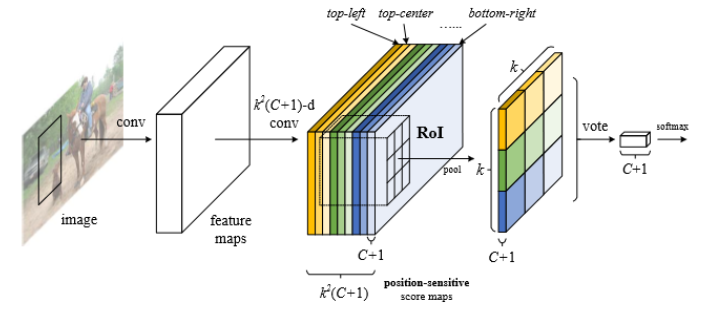 top-left top-center ...... bottom-right
k²(C+1)-d
conv
conv
RoI
pool
k
k
vote
softmax
C+1
image
feature
maps
C+1
C+1
k²(C+1)
position-sensitive
score maps